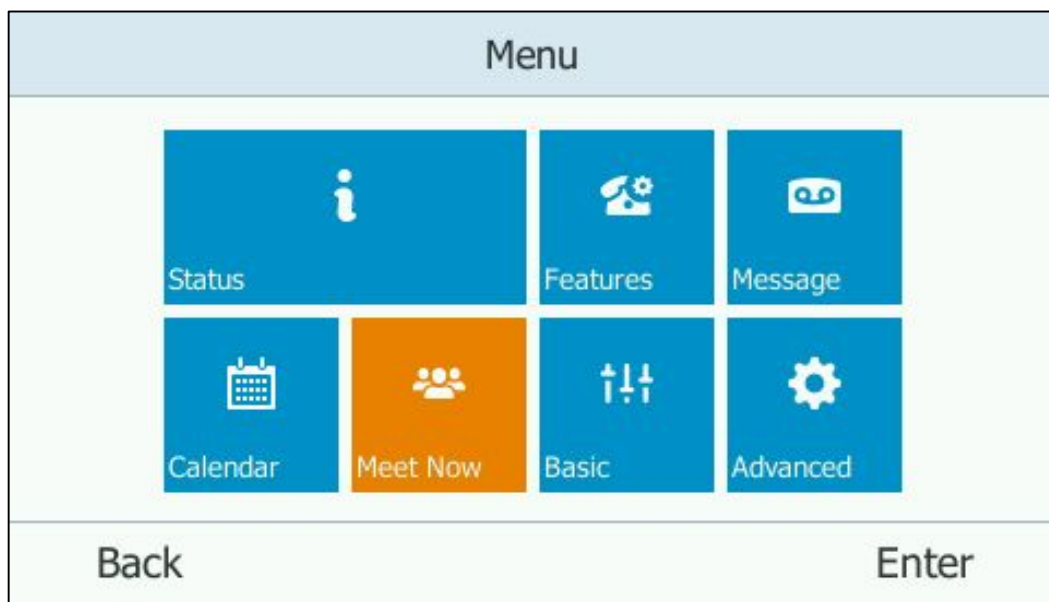 Menu
Status
Features
Message
Calendar
Meet Now
Basic
Advanced
Back
Enter